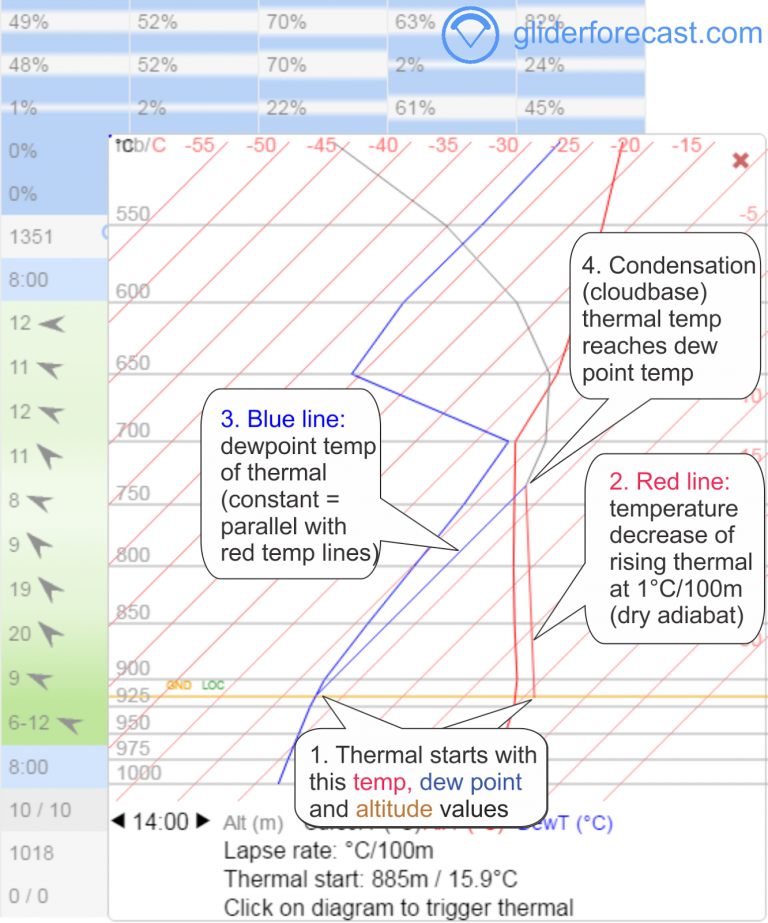 49% 52% 70% 63% 82%
gliderforecast.com
48% 52% 70% 2% 24%
1% 2% 22% 61% 45%
0%
°C mb/C -55 -50 -45 -40 -35 -30 -25 -20 -15
0%
550 -5
1351
4. Condensation
(cloudbase)
thermal temp
reaches dew
point temp
8:00
600
12
11
650
12
3. Blue line:
dewpoint temp
of thermal
(constant =
parallel with
red temp lines)
700
11
2. Red line:
temperature
decrease of
rising thermal
at 1°C/100m
(dry adiabat)
750
8
9
800
19
850
20
900
9
GND LOC
925
6-12
950
975
8:00
1000
1. Thermal starts with
this temp, dew point
and altitude values
10 / 10
14:00 Alt (m) DewT (°C)
1018
Lapse rate: °C/100m
Thermal start: 885m / 15.9°C
0 / 0
Click on diagram to trigger thermal